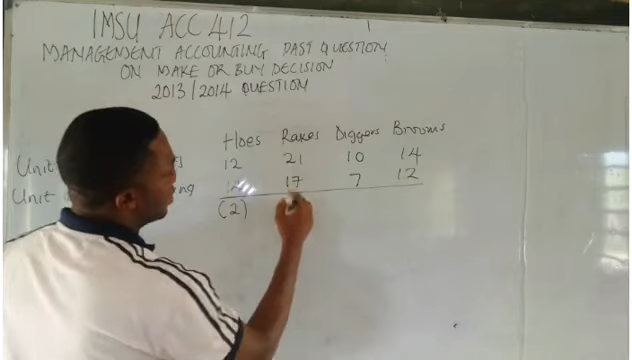 IMSU ACC 412
MANAGEMENT ACCOUNTING PAST QUESTION
ON MAKE OR BUY DECISION
2013/2014 QUESTION
Hoes Rakes Diggers Brooms
Unit 12 21 10 14
Unit 17 7 12
(2)